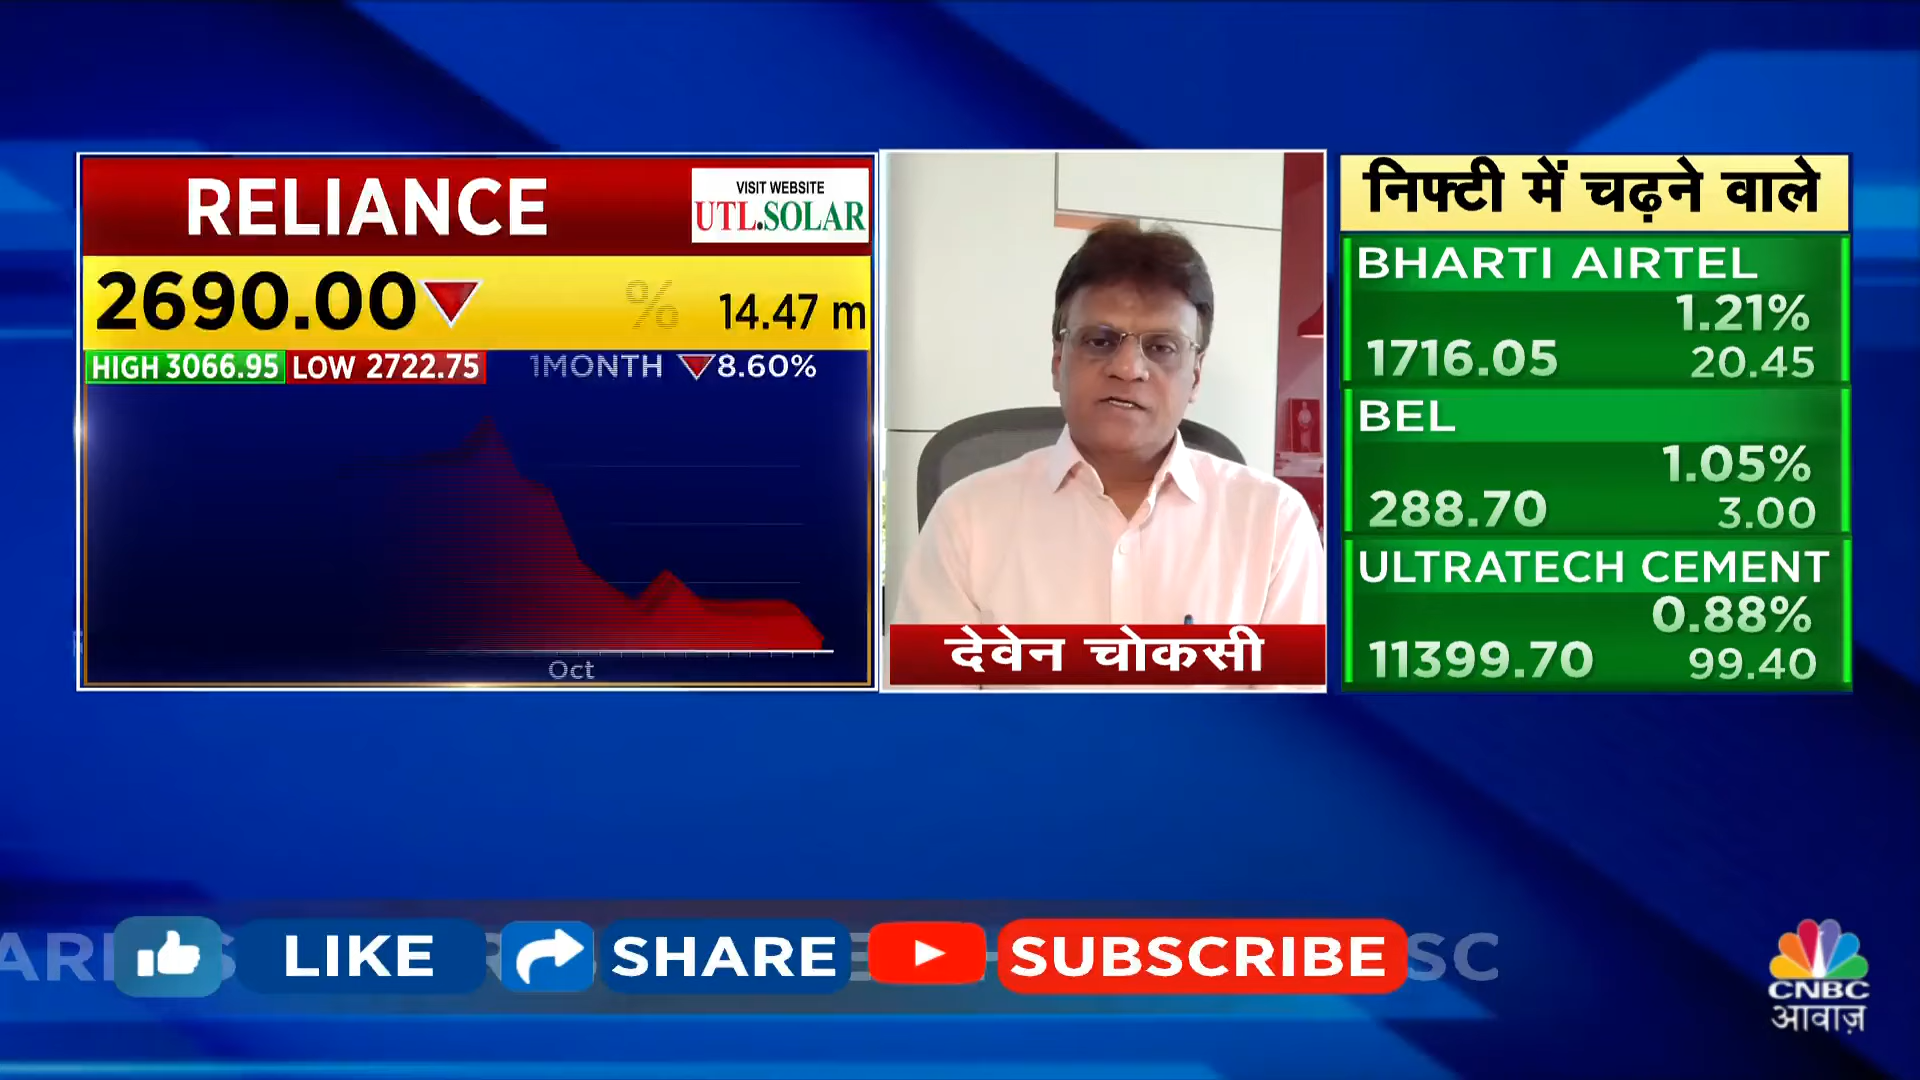 RELIANCE
VISIT WEBSITE
UTL.SOLAR
2690.00
%
14.47 m
HIGH 3066.95
LOW 2722.75
1MONTH
8.60%
Oct
देवेन चोकसी
निफ्टी में चढ़ने वाले
BHARTI AIRTEL
1.21%
1716.05
20.45
BEL
1.05%
288.70
3.00
ULTRATECH CEMENT
0.88%
11399.70
99.40
LIKE
SHARE
SUBSCRIBE
CNBC
आवाज़